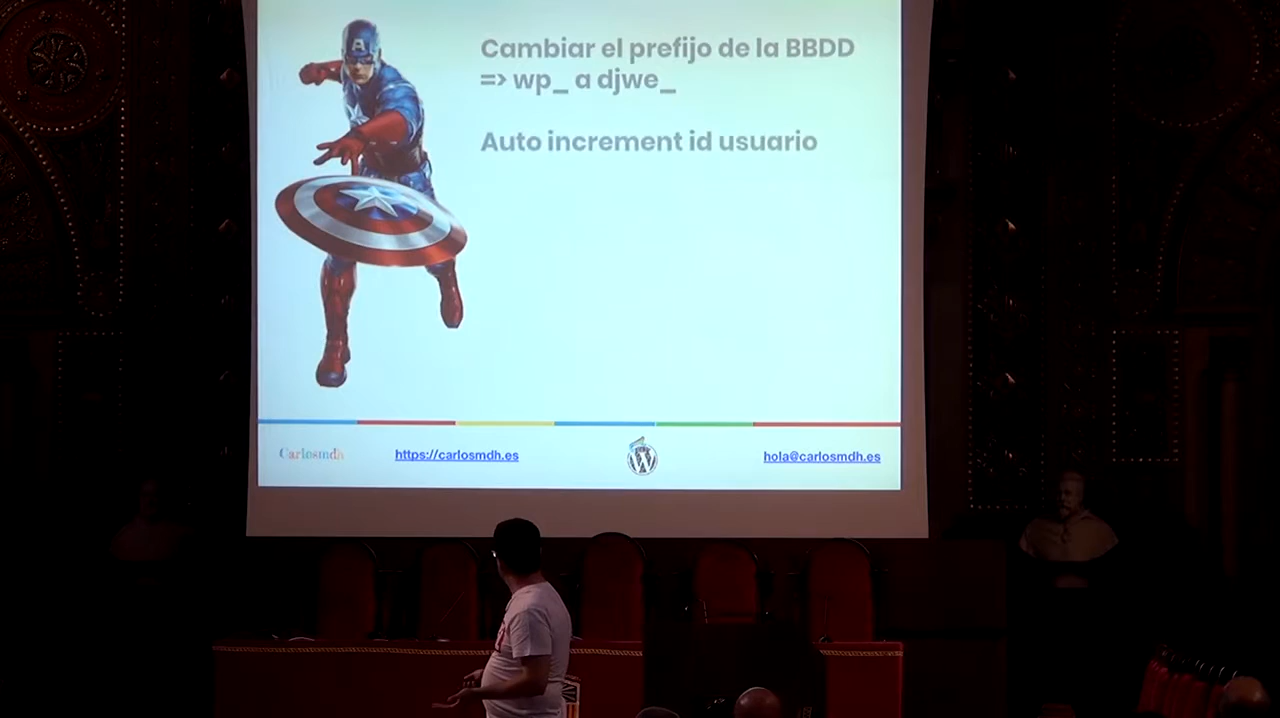 Cambiar el prefijo de la BBDD
=> wp_ a djwe_
Auto increment id usuario
Carlosmdh
https://carlosmdh.es
hola@carlosmdh.es